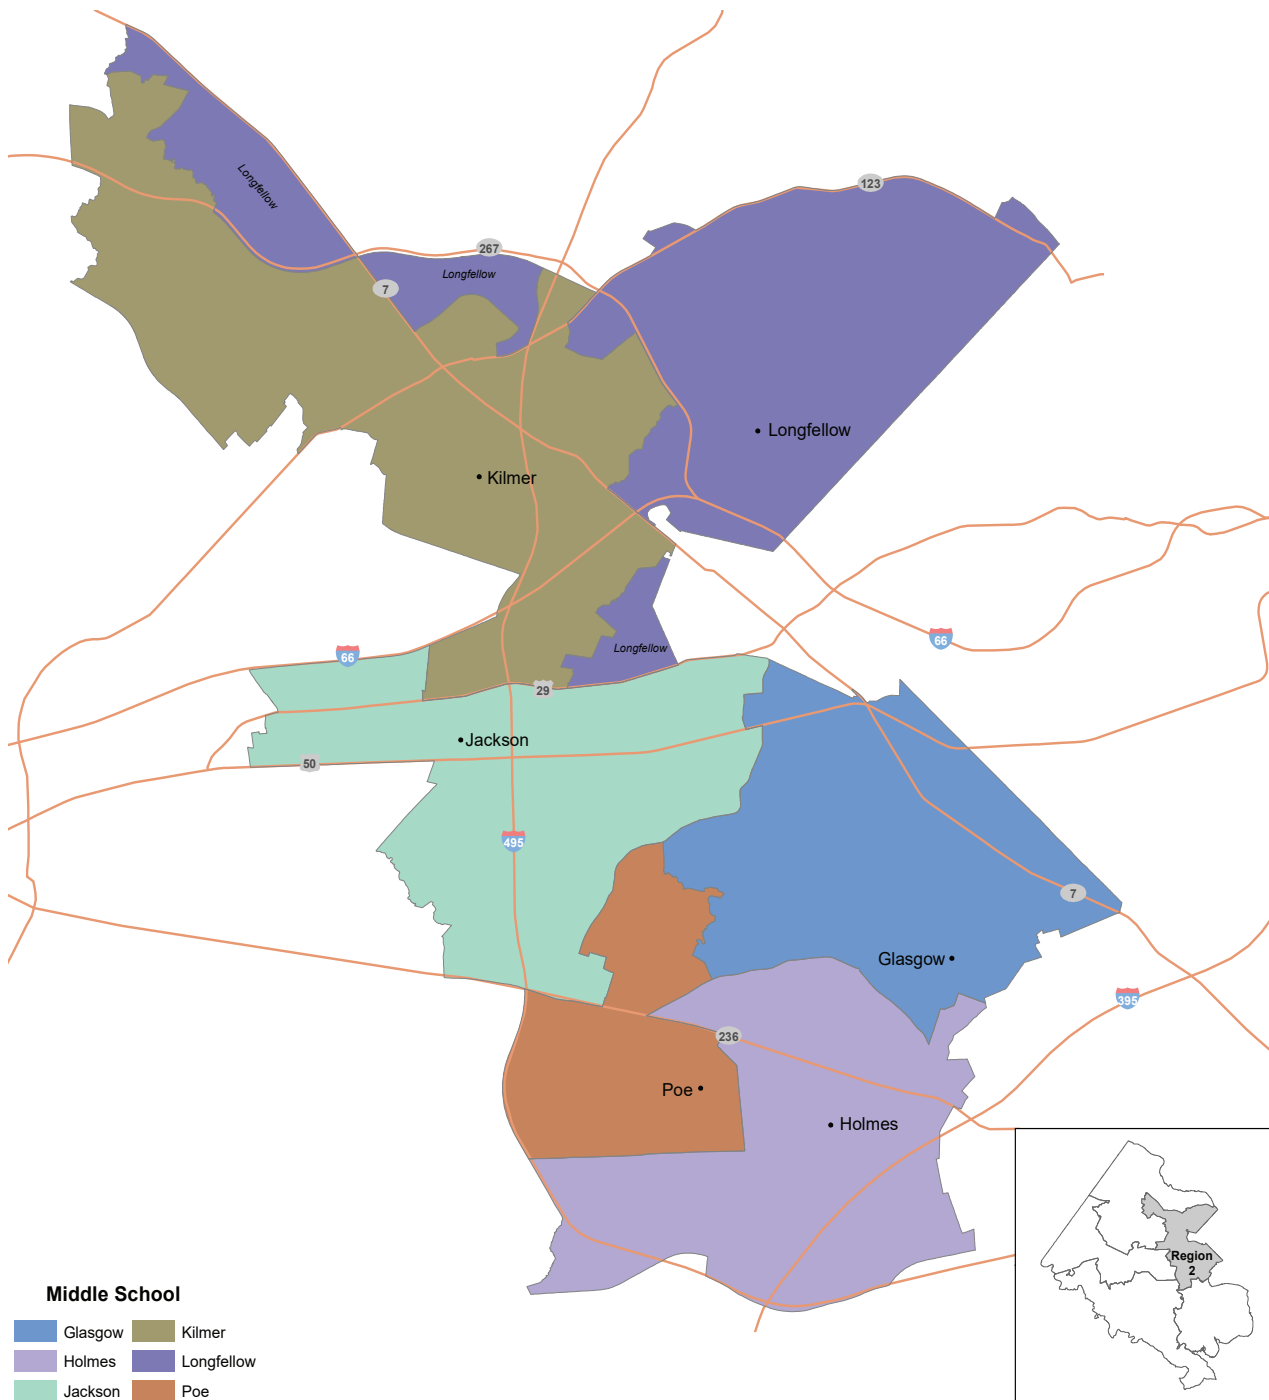 123
Longfellow
267
Longfellow
7
Longfellow
Kilmer
66
66
Longfellow
29
Jackson
50
495
7
Glasgow
395
236
Poe
Holmes
Region
2
Middle School
Glasgow Kilmer
Holmes Longfellow
Jackson Poe